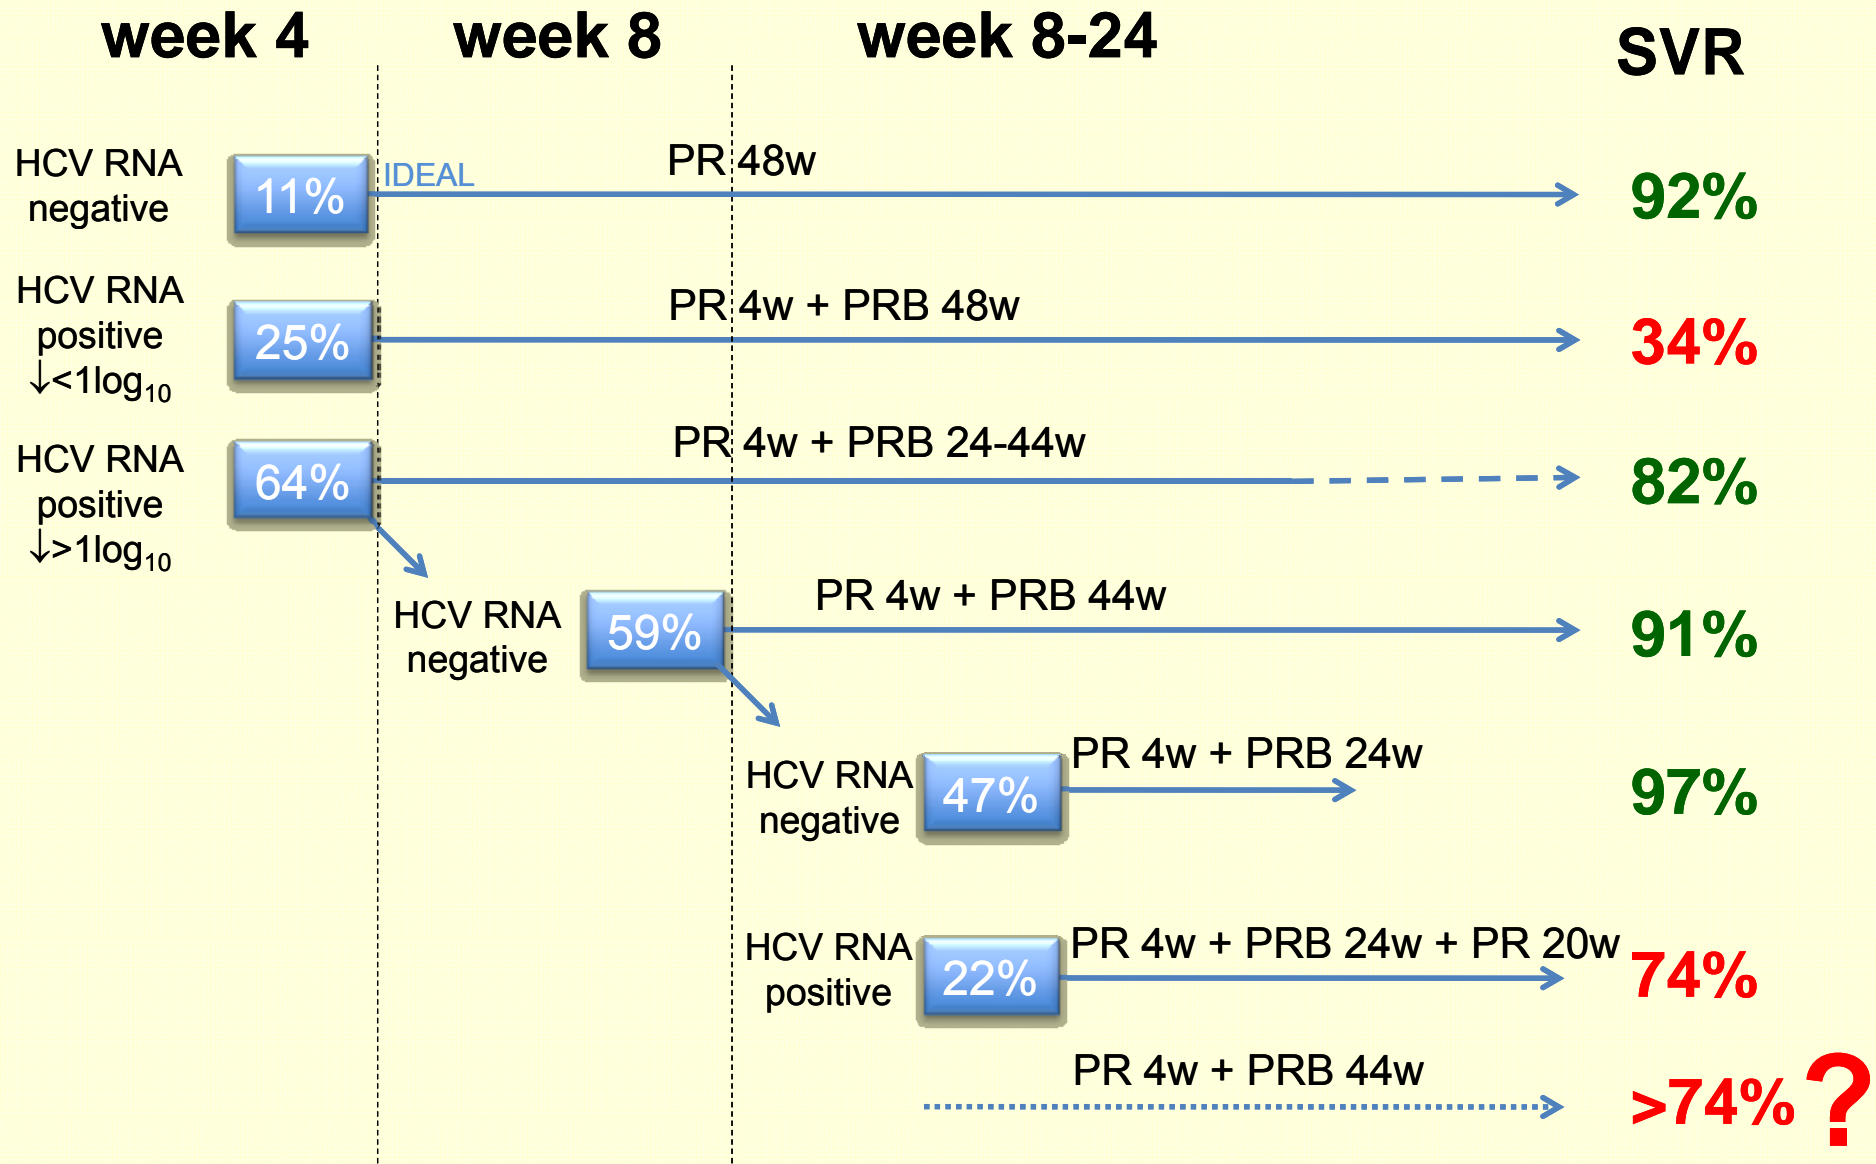 week 4 week 8 week 8-24 SVR
HCV RNA
negative
11%
IDEAL
PR 48w
92%
HCV RNA
positive
↓<1log₁₀
25%
PR 4w + PRB 48w
34%
HCV RNA
positive
↓>1log₁₀
64%
PR 4w + PRB 24-44w
82%
HCV RNA
negative
59%
PR 4w + PRB 44w
91%
HCV RNA
negative
47%
PR 4w + PRB 24w
97%
HCV RNA
positive
22%
PR 4w + PRB 24w + PR 20w
74%
PR 4w + PRB 44w
>74%?